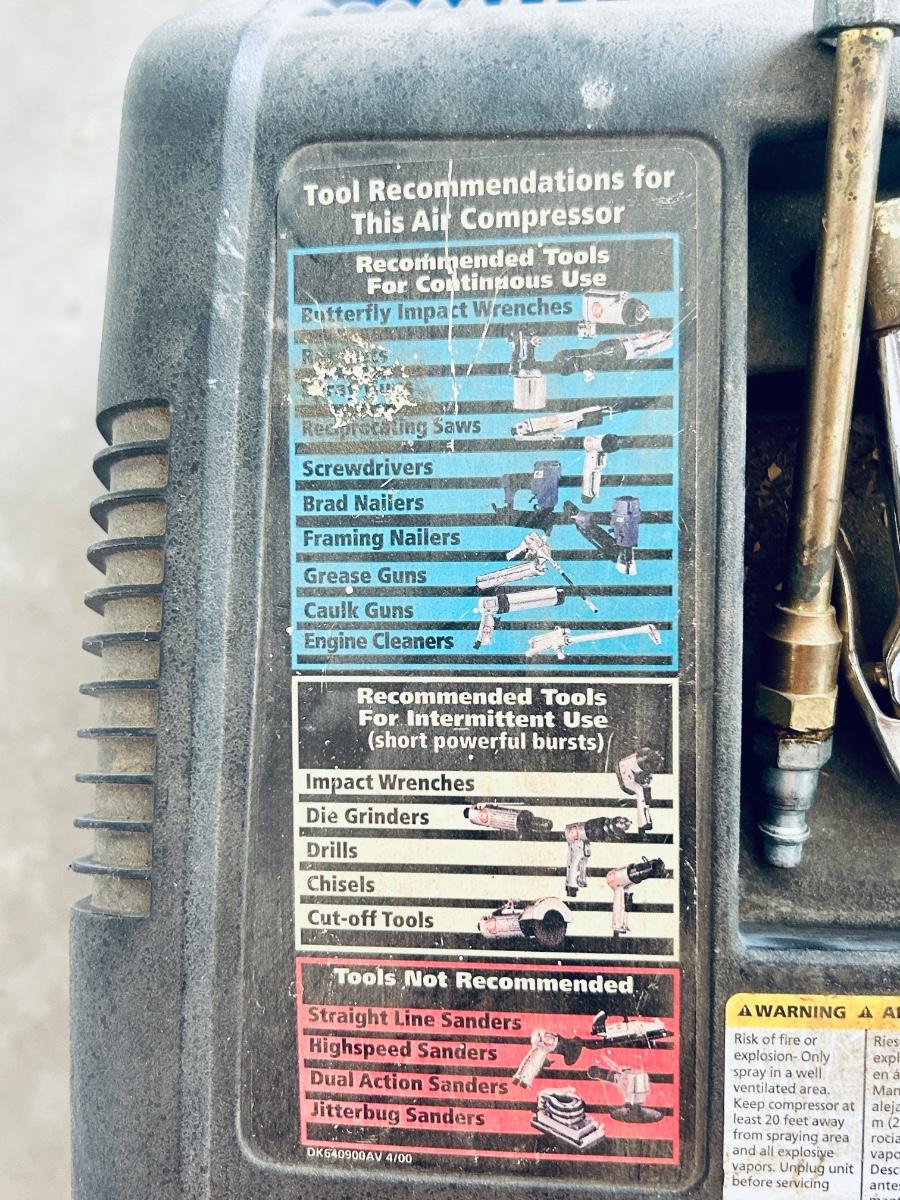 Tool Recommendations for
This Air Compressor
Recommended Tools
For Continuous Use
Butterfly Impact Wrenches
Reciprocating Saws
Screwdrivers
Brad Nailers
Framing Nailers
Grease Guns
Caulk Guns
Engine Cleaners
Recommended Tools
For Intermittent Use
(short powerful bursts)
Impact Wrenches
Die Grinders
Drills
Chisels
Cut-off Tools
Tools Not Recommended
Straight Line Sanders
Highspeed Sanders
Dual Action Sanders
Jitterbug Sanders
DK640900AV 4/00
WARNING
Risk of fire or
explosion- Only
spray in a well
ventilated area.
Keep compressor at
least 20 feet away
from spraying area
and all explosive
vapors. Unplug unit
before servicing